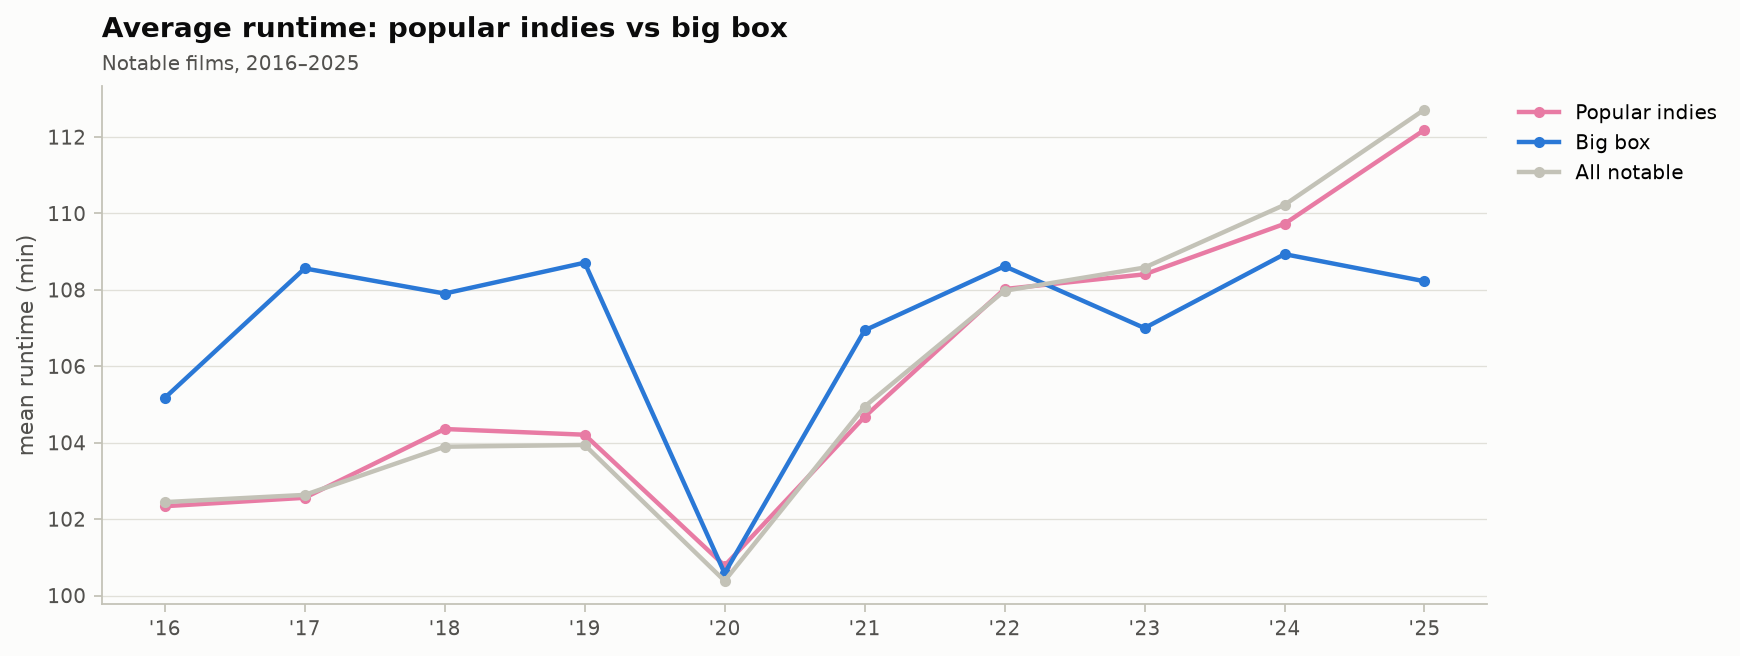 Average runtime: popular indies vs big box
Notable films, 2016–2025
Popular indies
Big box
All notable
mean runtime (min)
112
110
108
106
104
102
100
'16 '17 '18 '19 '20 '21 '22 '23 '24 '25